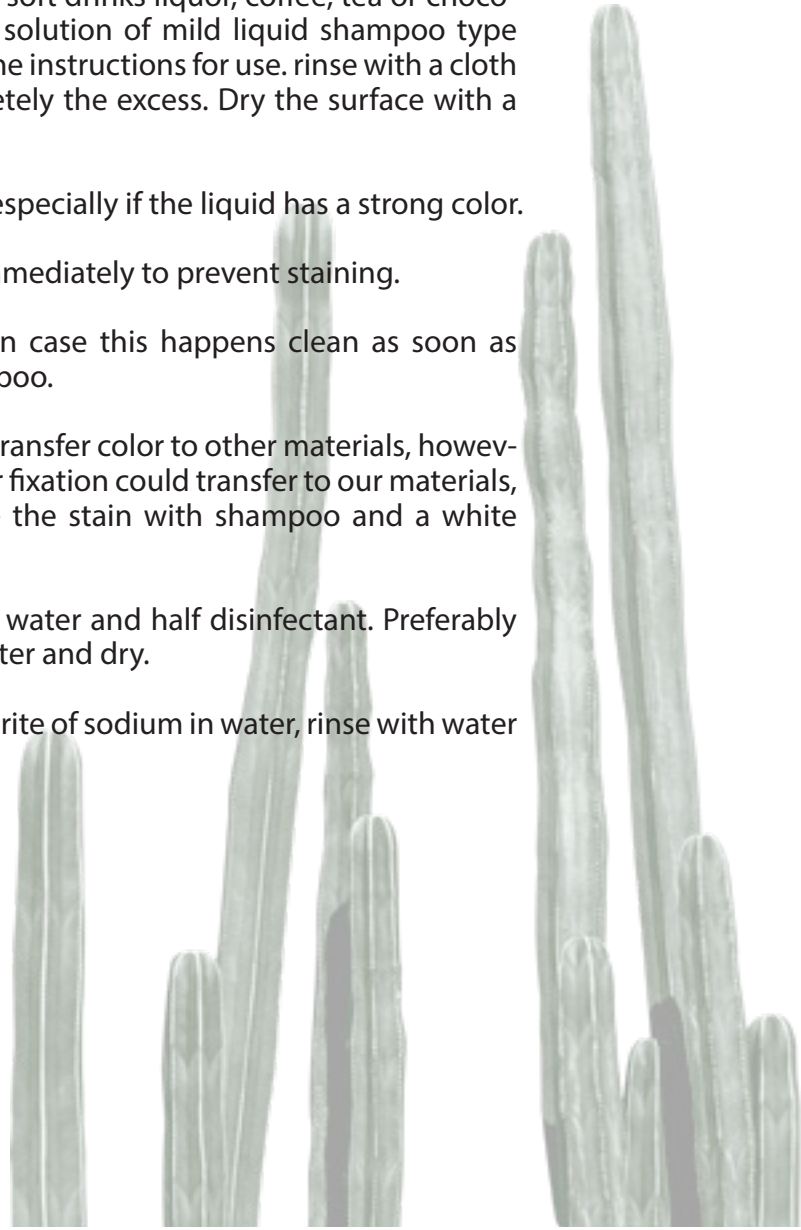 soft drinks liquor, coffee, tea or choco-
solution of mild liquid shampoo type
he instructions for use. rinse with a cloth
etely the excess. Dry the surface with a
especially if the liquid has a strong color.
mmediately to prevent staining.
n case this happens clean as soon as
poo.
transfer color to other materials, howev-
r fixation could transfer to our materials,
the stain with shampoo and a white
water and half disinfectant. Preferably
ter and dry.
rite of sodium in water, rinse with water